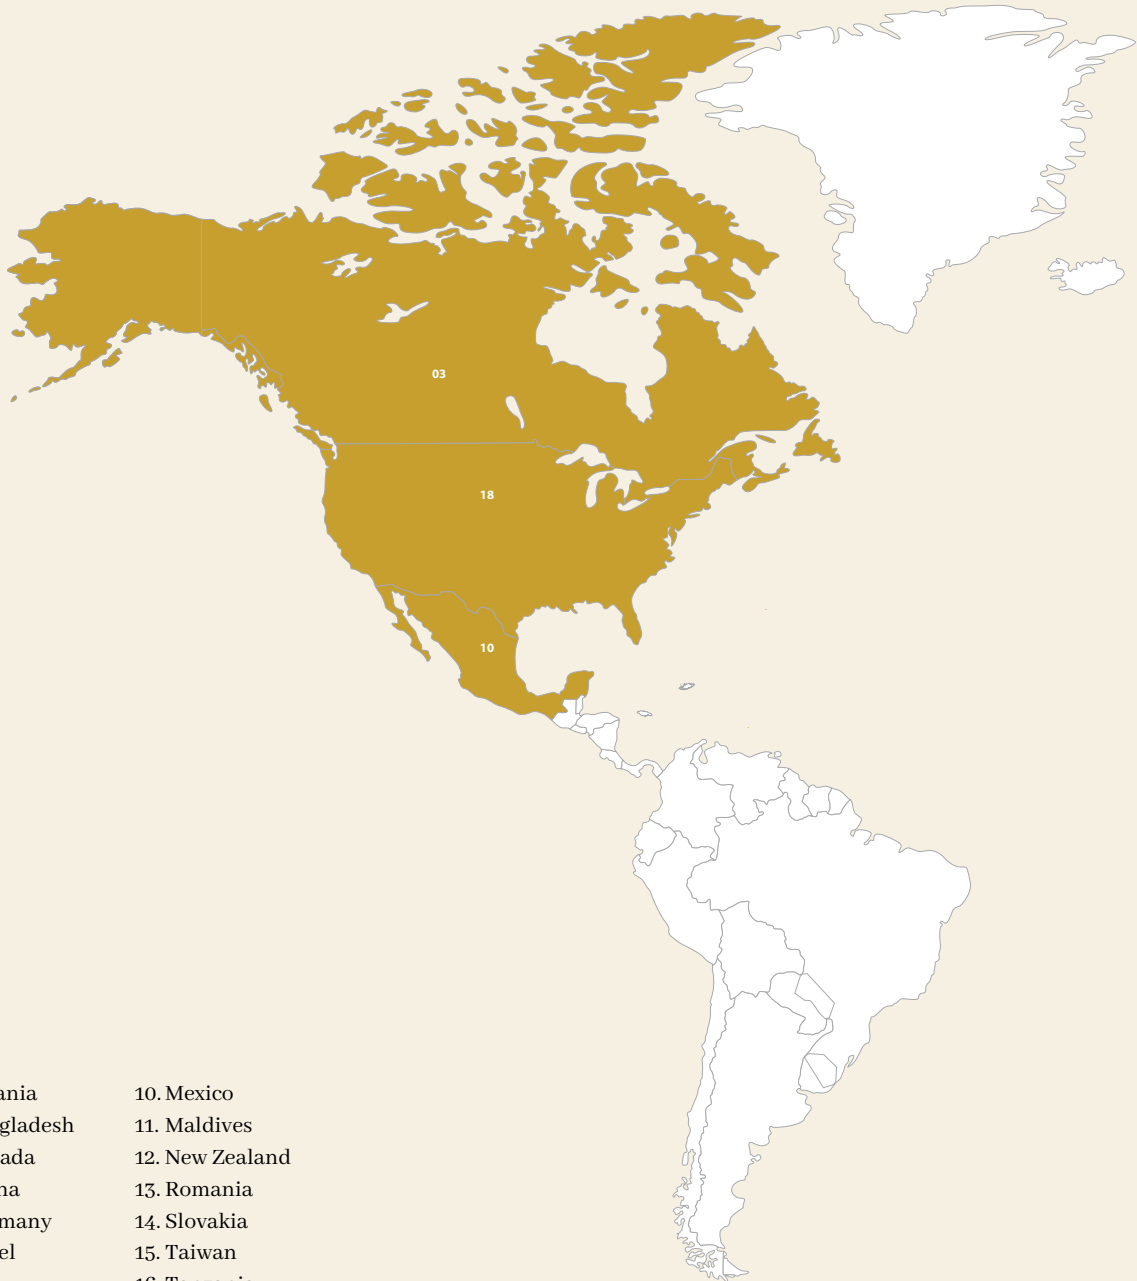 03
18
10
ania
gladesh
ada
na
many
el
10. Mexico
11. Maldives
12. New Zealand
13. Romania
14. Slovakia
15. Taiwan